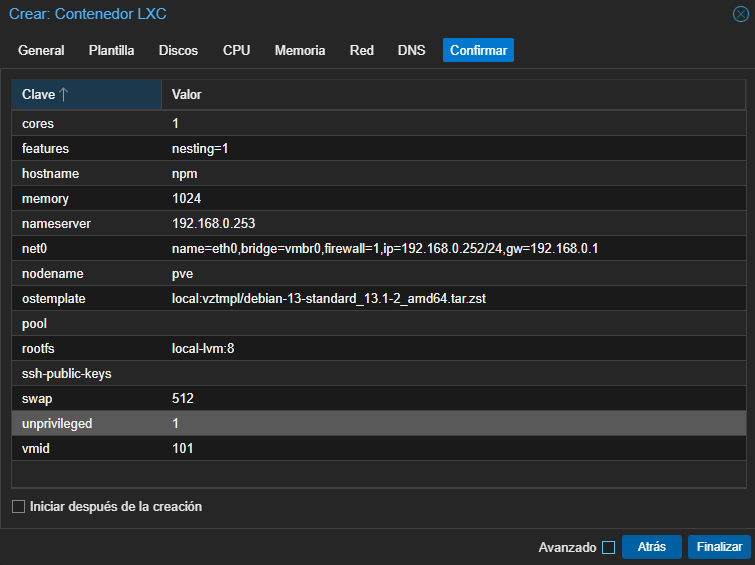 Crear: Contenedor LXC
General Plantilla Discos CPU Memoria Red DNS Confirmar
Clave Valor
cores 1
features nesting=1
hostname npm
memory 1024
nameserver 192.168.0.253
net0 name=eth0,bridge=vmbr0,firewall=1,ip=192.168.0.252/24,gw=192.168.0.1
nodename pve
ostemplate local:vztmpl/debian-13-standard_13.1-2_amd64.tar.zst
pool
rootfs local-lvm:8
ssh-public-keys
swap 512
unprivileged 1
vmid 101
Iniciar después de la creación
Avanzado Atrás Finalizar